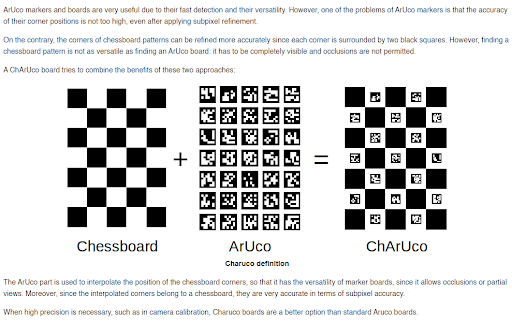 ArUco markers and boards are very useful due to their fast detection and their versatility. However, one of the problems of ArUco markers is that the accuracy
of their corner positions is not too high, even after applying subpixel refinement.
On the contrary, the corners of chessboard patterns can be refined more accurately since each corner is surrounded by two black squares. However, finding a
chessboard pattern is not as versatile as finding an ArUco board: it has to be completely visible and occlusions are not permitted.
A ChArUco board tries to combine the benefits of these two approaches:
+ =
Chessboard ArUco ChArUco
Charuco definition
The ArUco part is used to interpolate the position of the chessboard corners, so that it has the versatility of marker boards, since it allows occlusions or partial
views. Moreover, since the interpolated corners belong to a chessboard, they are very accurate in terms of subpixel accuracy.
When high precision is necessary, such as in camera calibration, Charuco boards are a better option than standard Aruco boards.